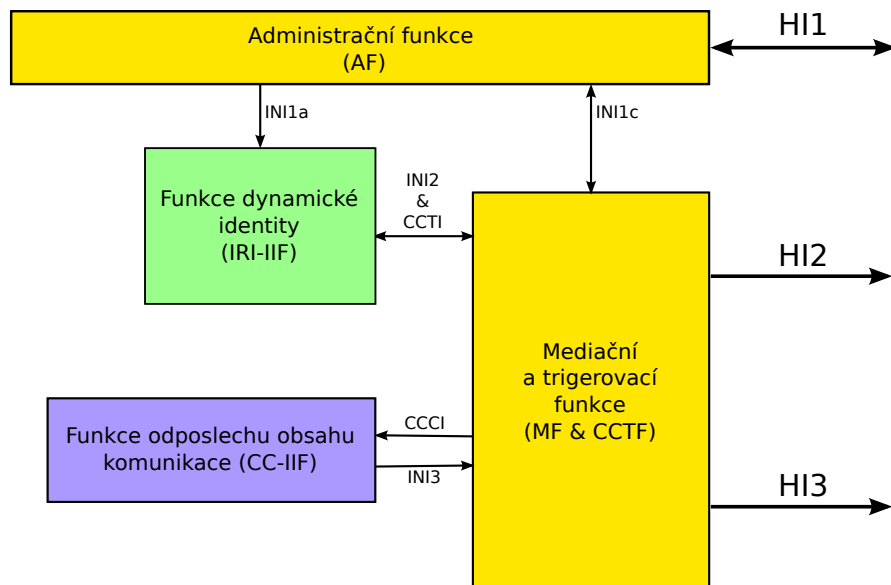 Administrační funkce
(AF)
HI1
INI1a
INI1c
Funkce dynamické
identity
(IRI-IIF)
INI2
&
CCTI
HI2
Mediační
a trigerovací
funkce
(MF & CCTF)
Funkce odposlechu obsahu
komunikace (CC-IIF)
CCCI
INI3
HI3